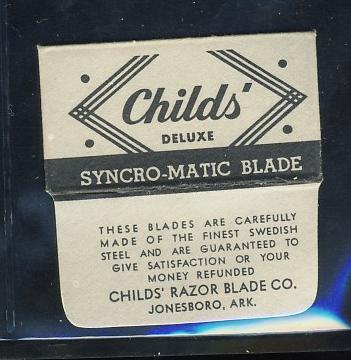 Childs'
DELUXE
SYNCRO-MATIC BLADE
THESE BLADES ARE CAREFULLY
MADE OF THE FINEST SWEDISH
STEEL AND ARE GUARANTEED TO
GIVE SATISFACTION OR YOUR
MONEY REFUNDED
CHILDS' RAZOR BLADE CO.
JONESBORO, ARK.